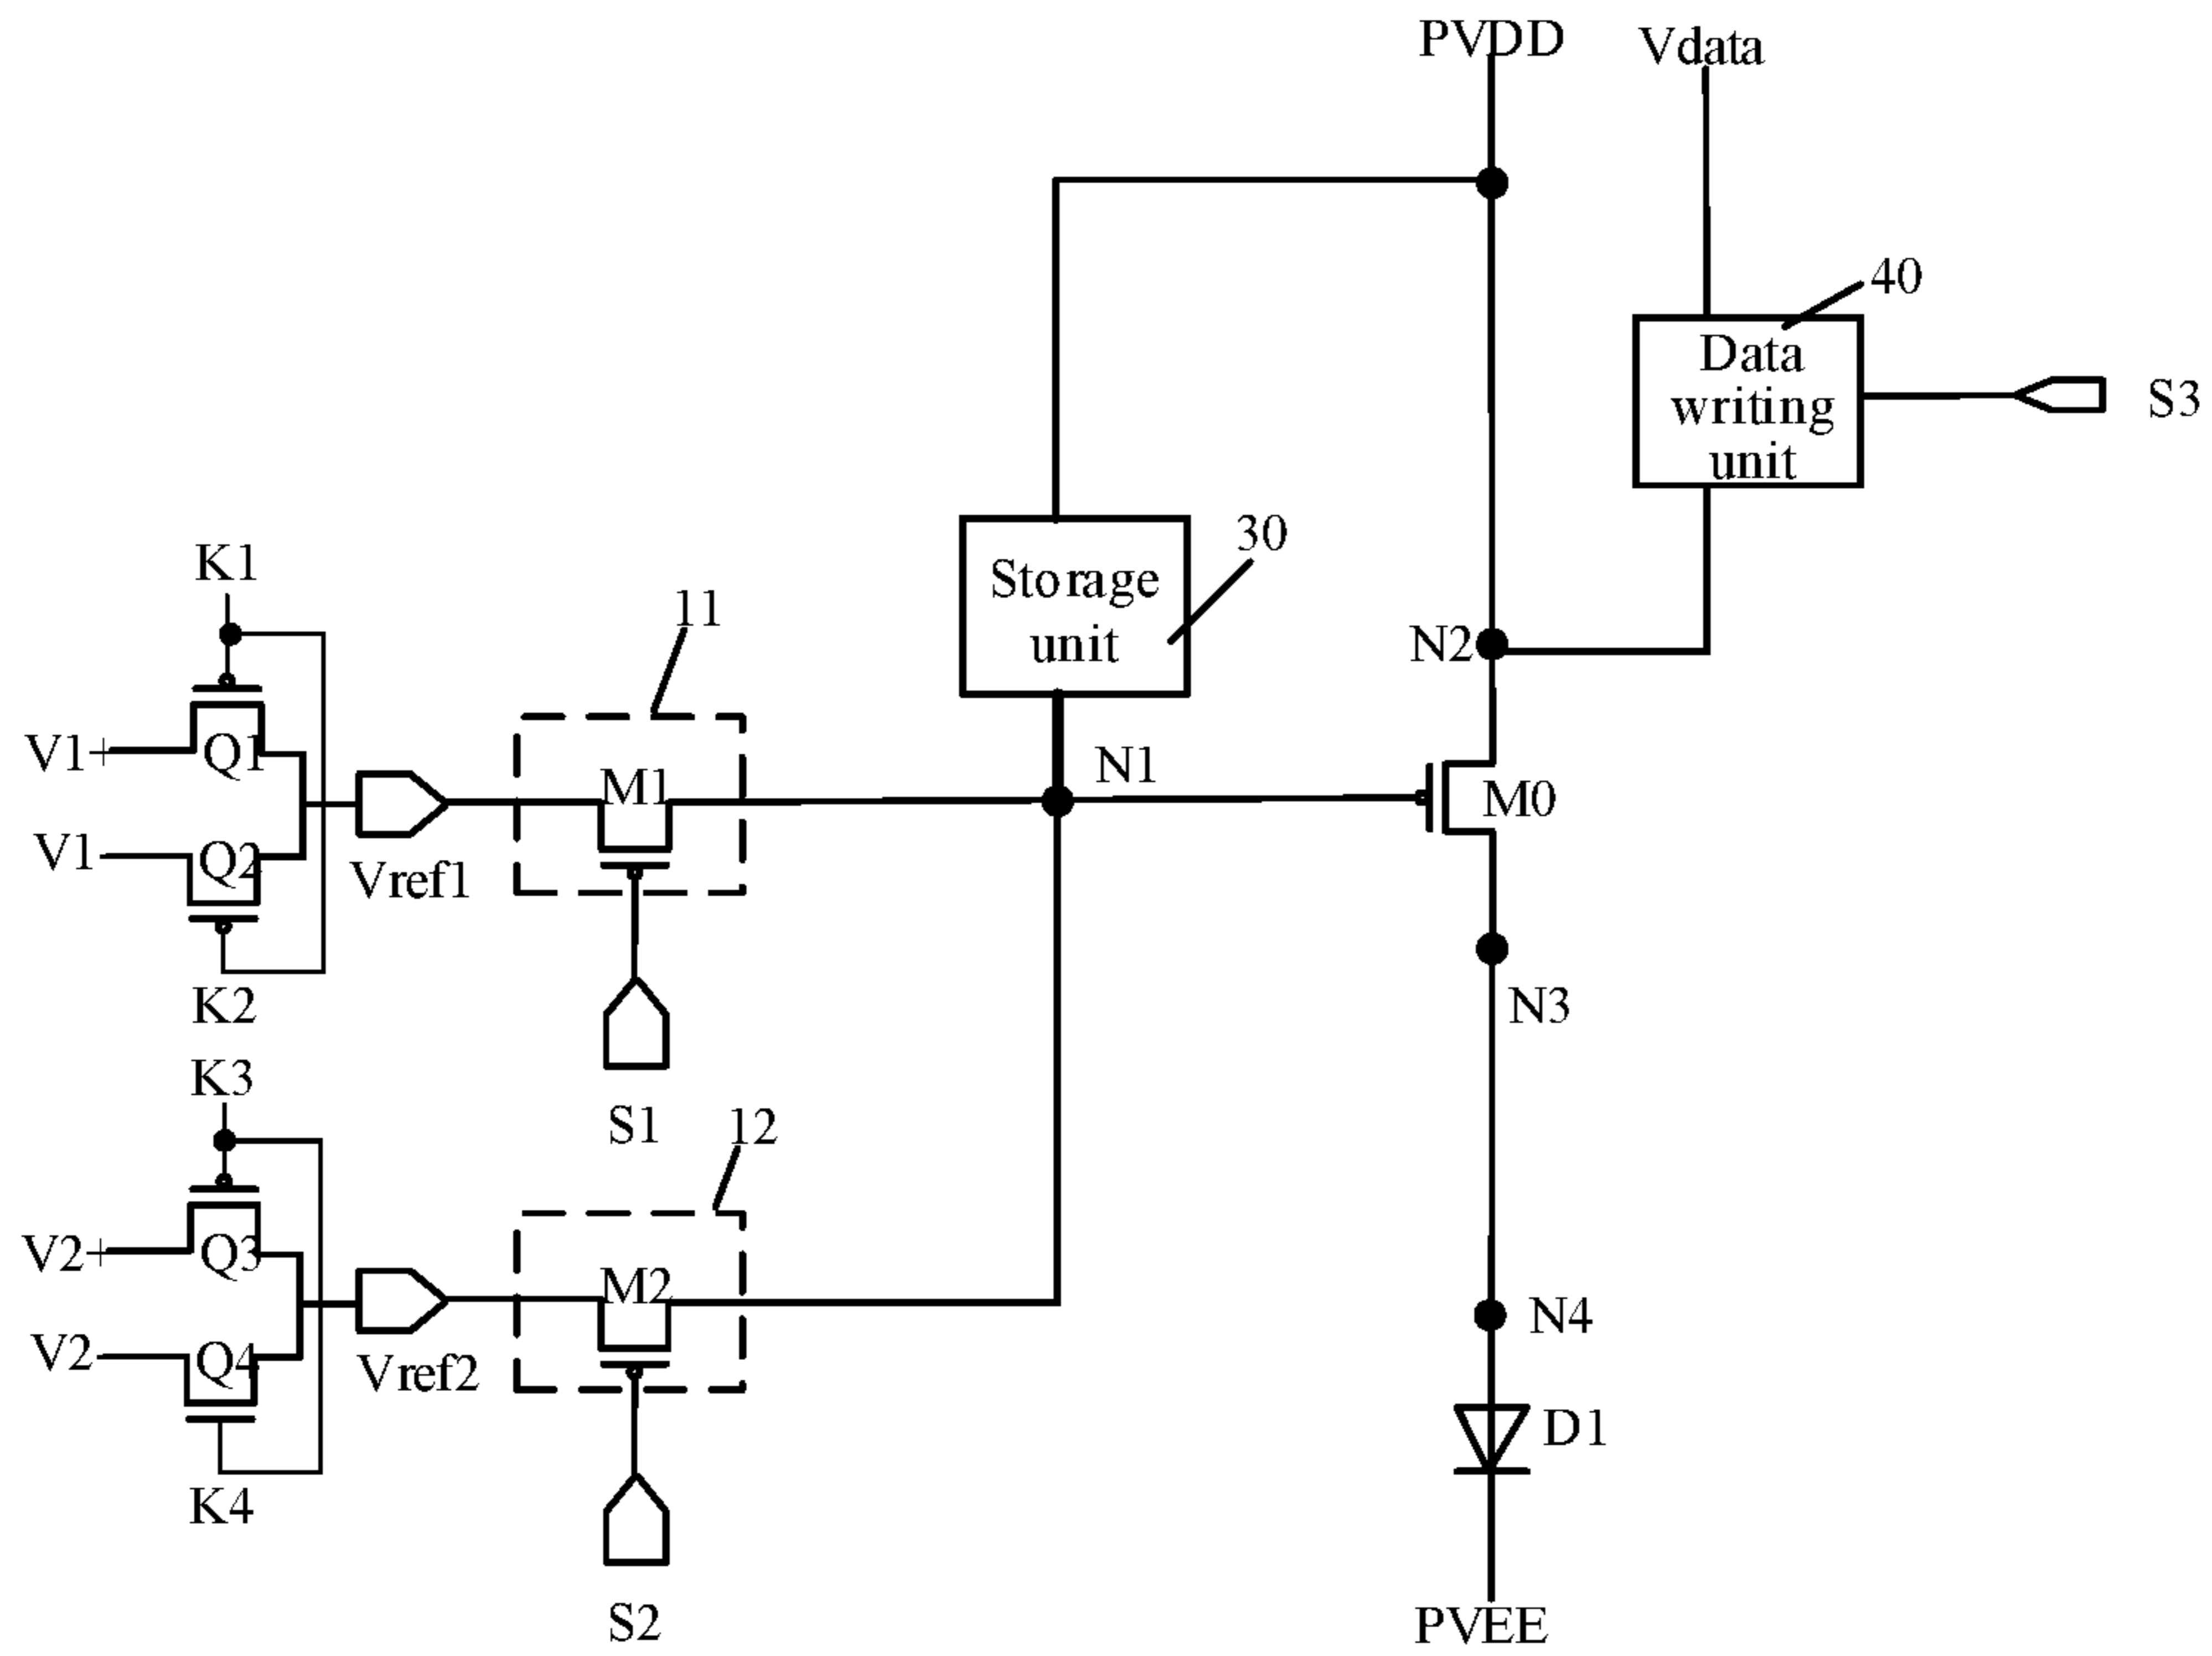 PVDD
Vdata
40
Data
writing
unit
S3
30
Storage
unit
K1
11
N2
V1+
Q1
N1
M1
M0
V1
Q2
Vref1
K2
N3
K3
S1
12
V2+
Q3
M2
N4
V2
Q4
Vref2
D1
K4
S2
PVEE